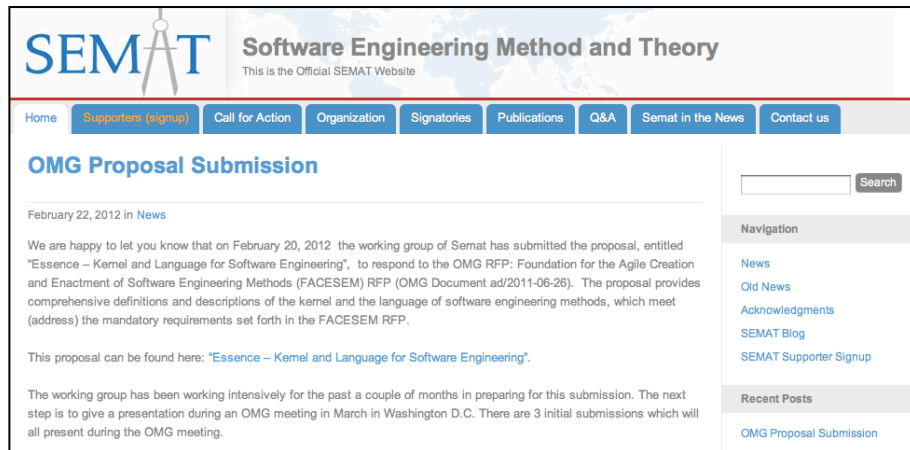 SEMAT
Software Engineering Method and Theory
This is the Official SEMAT Website
Home
Supporters (signup)
Call for Action
Organization
Signatories
Publications
Q&A
Semat in the News
Contact us
OMG Proposal Submission
February 22, 2012 in News
We are happy to let you know that on February 20, 2012 the working group of Semat has submitted the proposal, entitled
“Essence – Kernel and Language for Software Engineering”, to respond to the OMG RFP: Foundation for the Agile Creation
and Enactment of Software Engineering Methods (FACESEM) RFP (OMG Document ad/2011-06-26). The proposal provides
comprehensive definitions and descriptions of the kernel and the language of software engineering methods, which meet
(address) the mandatory requirements set forth in the FACESEM RFP.
This proposal can be found here: “Essence – Kernel and Language for Software Engineering”.
The working group has been working intensively for the past a couple of months in preparing for this submission. The next
step is to give a presentation during an OMG meeting in March in Washington D.C. There are 3 initial submissions which will
all present during the OMG meeting.
Search
Navigation
News
Old News
Acknowledgments
SEMAT Blog
SEMAT Supporter Signup
Recent Posts
OMG Proposal Submission